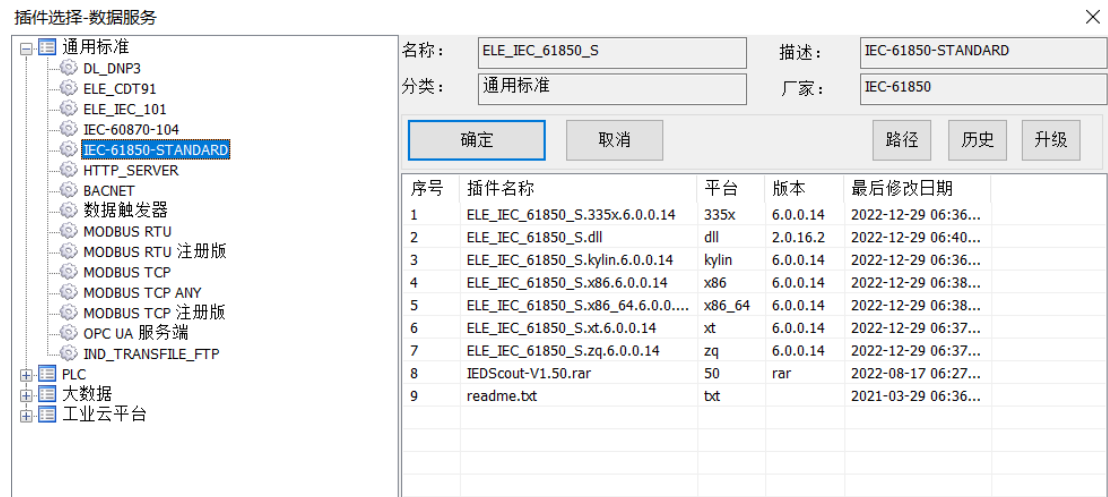 插件选择-数据服务
通用标准
DL_DNP3
ELE_CDT91
ELE_IEC_101
IEC-60870-104
IEC-61850-STANDARD
HTTP_SERVER
BACNET
数据触发器
MODBUS RTU
MODBUS RTU 注册版
MODBUS TCP
MODBUS TCP ANY
MODBUS TCP 注册版
OPC UA 服务端
IND_TRANSFILE_FTP
PLC
大数据
工业云平台
名称： ELE_IEC_61850_S 描述： IEC-61850-STANDARD
分类： 通用标准 厂家： IEC-61850
确定 取消 路径 历史 升级
序号 插件名称 平台 版本 最后修改日期
1 ELE_IEC_61850_S.335x.6.0.0.14 335x 6.0.0.14 2022-12-29 06:36...
2 ELE_IEC_61850_S.dll dll 2.0.16.2 2022-12-29 06:40...
3 ELE_IEC_61850_S.kylin.6.0.0.14 kylin 6.0.0.14 2022-12-29 06:36...
4 ELE_IEC_61850_S.x86.6.0.0.14 x86 6.0.0.14 2022-12-29 06:38...
5 ELE_IEC_61850_S.x86_64.6.0.0.... x86_64 6.0.0.14 2022-12-29 06:38...
6 ELE_IEC_61850_S.xt.6.0.0.14 xt 6.0.0.14 2022-12-29 06:37...
7 ELE_IEC_61850_S.zq.6.0.0.14 zq 6.0.0.14 2022-12-29 06:37...
8 IEDScout-V1.50.rar 50 rar 2022-08-17 06:27...
9 readme.txt txt 2021-03-29 06:36...